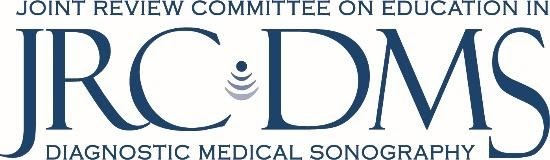 JOINT REVIEW COMMITTEE ON EDUCATION IN
JRC DMS
DIAGNOSTIC MEDICAL SONOGRAPHY